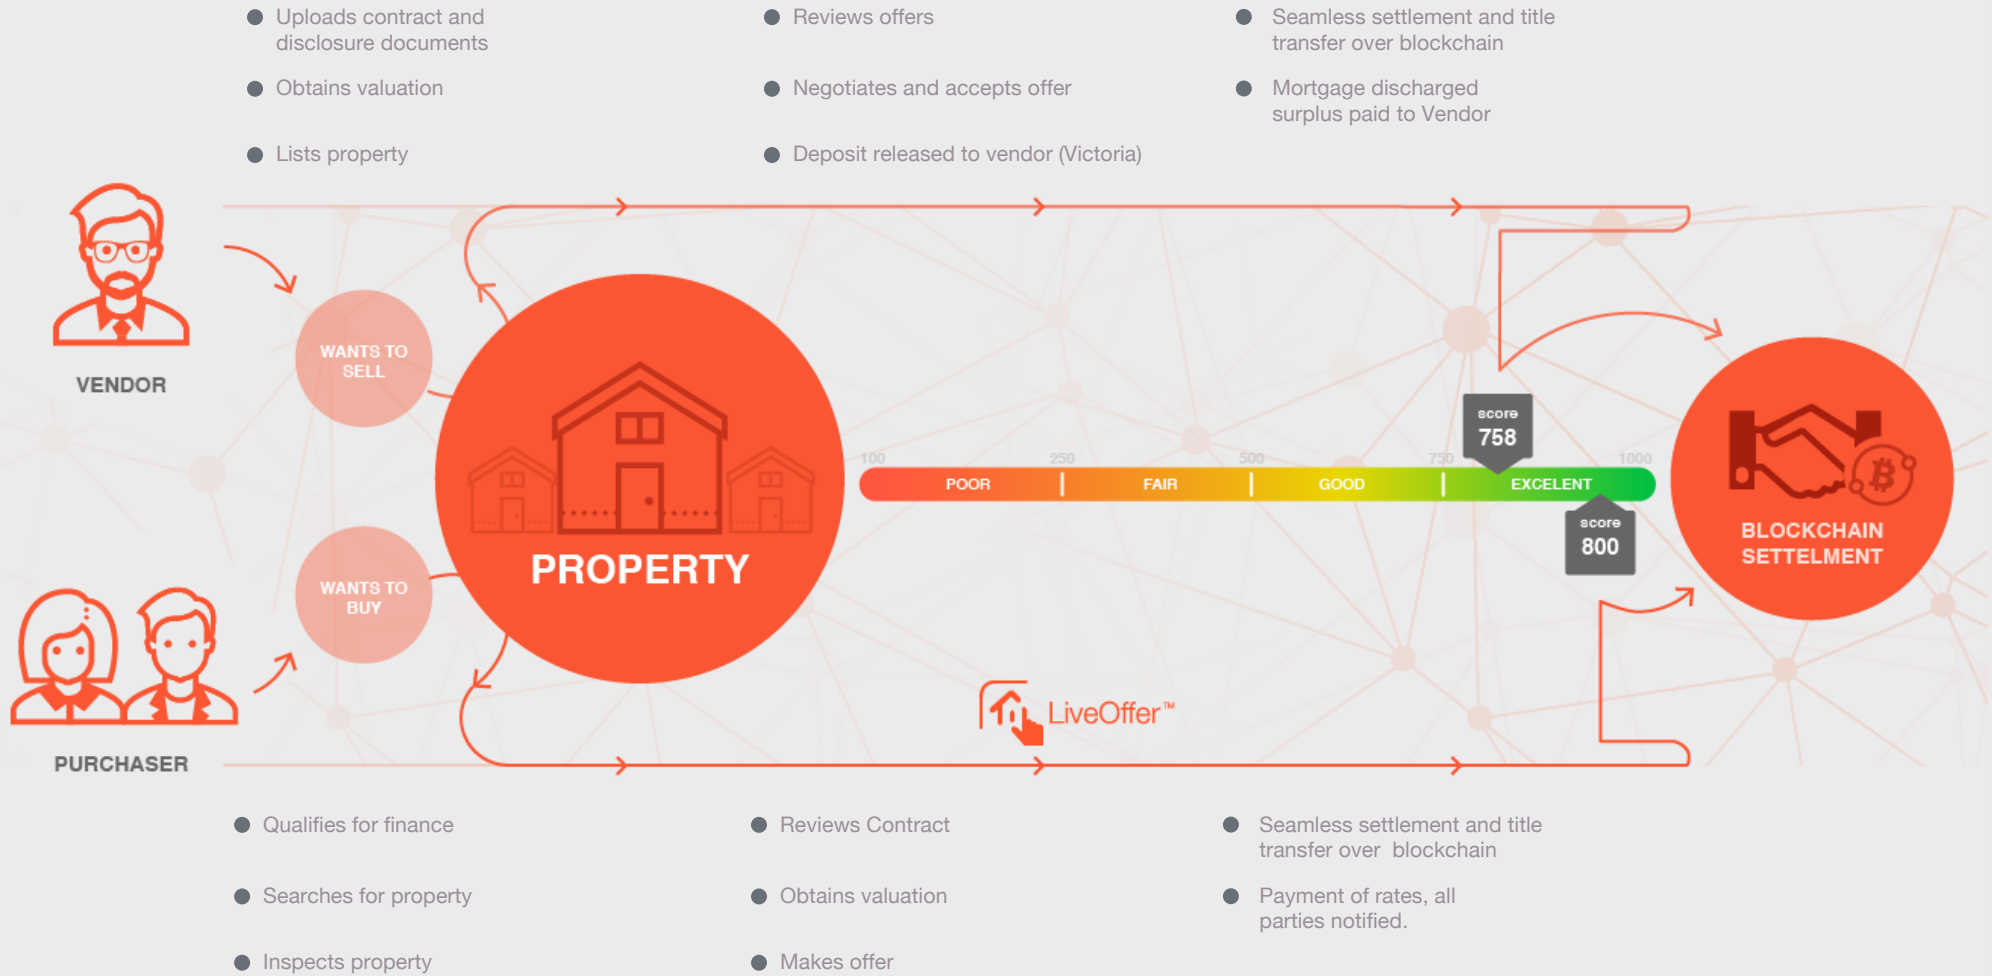 Uploads contract and
disclosure documents
Obtains valuation
Lists property
Reviews offers
Negotiates and accepts offer
Deposit released to vendor (Victoria)
Seamless settlement and title
transfer over blockchain
Mortgage discharged
surplus paid to Vendor
VENDOR
WANTS TO
SELL
PROPERTY
WANTS TO
BUY
PURCHASER
score
758
100 250 500 750 1000
POOR FAIR GOOD EXCELENT
score
800
BLOCKCHAIN
SETTELMENT
LiveOffer™
Qualifies for finance
Searches for property
Inspects property
Reviews Contract
Obtains valuation
Makes offer
Seamless settlement and title
transfer over blockchain
Payment of rates, all
parties notified.